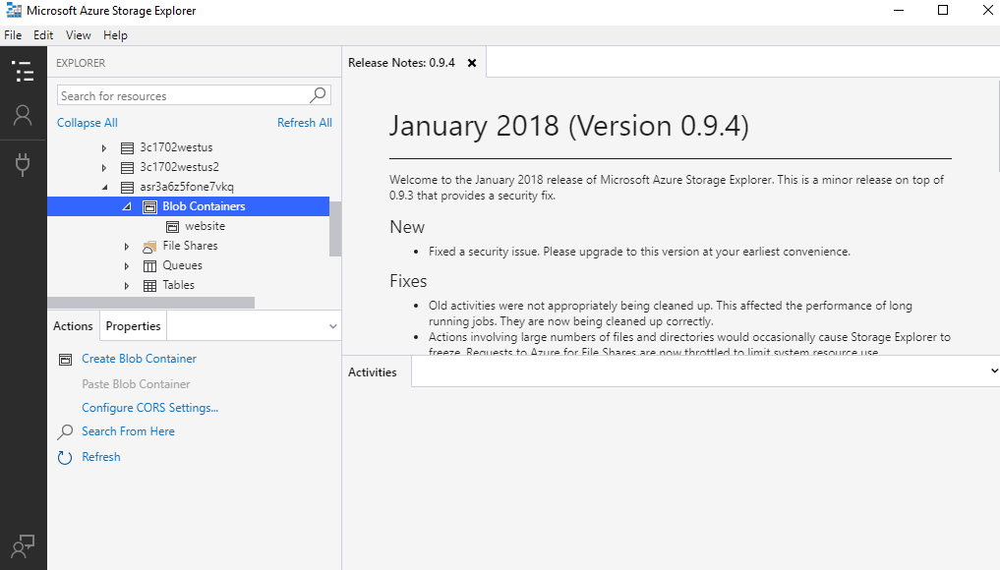 Microsoft Azure Storage Explorer
File Edit View Help
EXPLORER
Search for resources
Collapse All Refresh All
3c1702westus
3c1702westus2
asr3a6z5fone7vkq
Blob Containers
website
File Shares
Queues
Tables
Actions Properties
Create Blob Container
Paste Blob Container
Configure CORS Settings...
Search From Here
Refresh
Release Notes: 0.9.4
January 2018 (Version 0.9.4)
Welcome to the January 2018 release of Microsoft Azure Storage Explorer. This is a minor release on top of
0.9.3 that provides a security fix.
New
• Fixed a security issue. Please upgrade to this version at your earliest convenience.
Fixes
• Old activities were not appropriately being cleaned up. This affected the performance of long
running jobs. They are now being cleaned up correctly.
• Actions involving large numbers of files and directories would occasionally cause Storage Explorer to
freeze. Requests to Azure for File Shares are now throttled to limit system resource use.
Activities